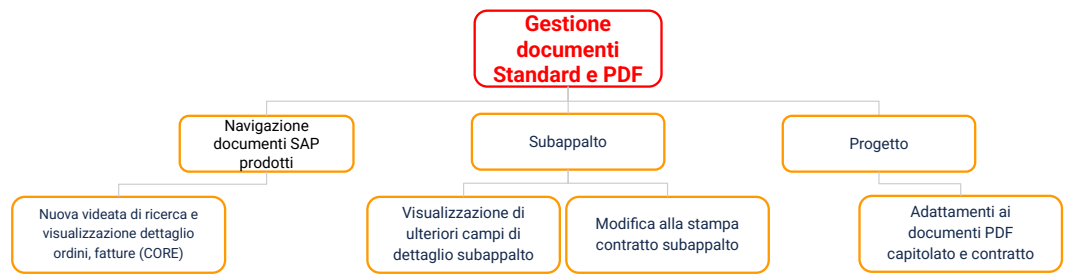 Gestione
documenti
Standard e PDF
Navigazione
documenti SAP
prodotti
Subappalto
Progetto
Nuova videata di ricerca e
visualizzazione dettaglio
ordini, fatture (CORE)
Visualizzazione di
ulteriori campi di
dettaglio subappalto
Modifica alla stampa
contratto subappalto
Adattamenti ai
documenti PDF
capitolato e contratto